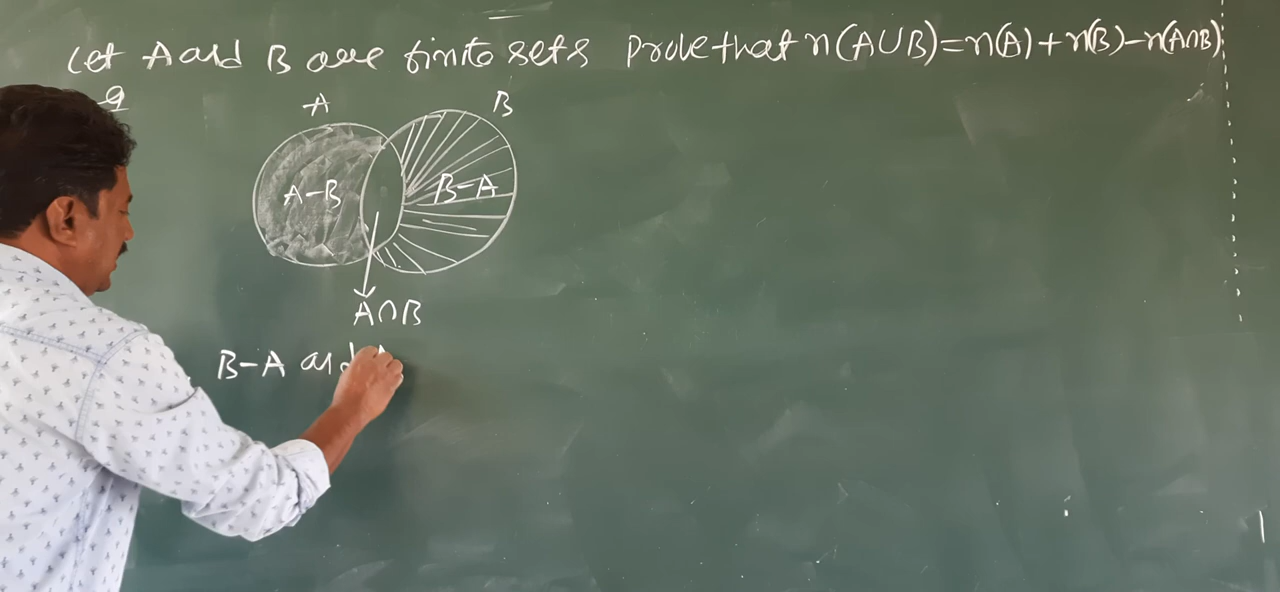 Let A and B are finite sets Prove that n(A∪B)=n(A)+n(B)-n(A∩B)
A
B
A-B
B-A
A∩B
B-A and